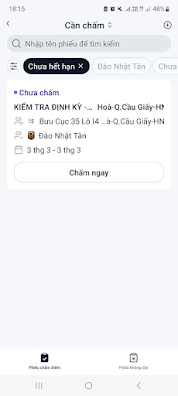 18:15
48%
Cần chấm
Nhập tên phiếu để tìm kiếm
Chưa hết hạn × Đào Nhật Tân Chưa
Chưa chấm
KIỂM TRA ĐỊNH KỲ -... Hoà-Q.Cầu Giấy-HN
Bưu Cục 35 Lô I4 ...à-Q.Cầu Giấy-HN
Đào Nhật Tân
3 thg 3 - 3 thg 3
Chấm ngay
Phiếu chấm điểm Phiếu không đạt